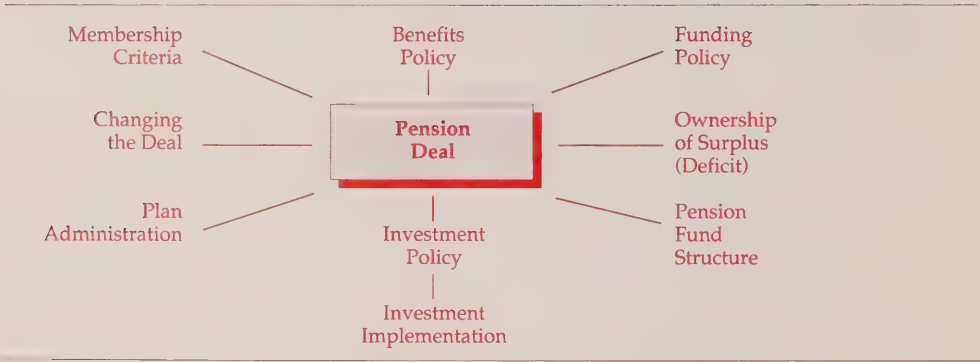 Membership
Criteria
Benefits
Policy
Funding
Policy
Changing
the Deal
Pension
Deal
Ownership
of Surplus
(Deficit)
Plan
Administration
Investment
Policy
Pension
Fund
Structure
Investment
Implementation